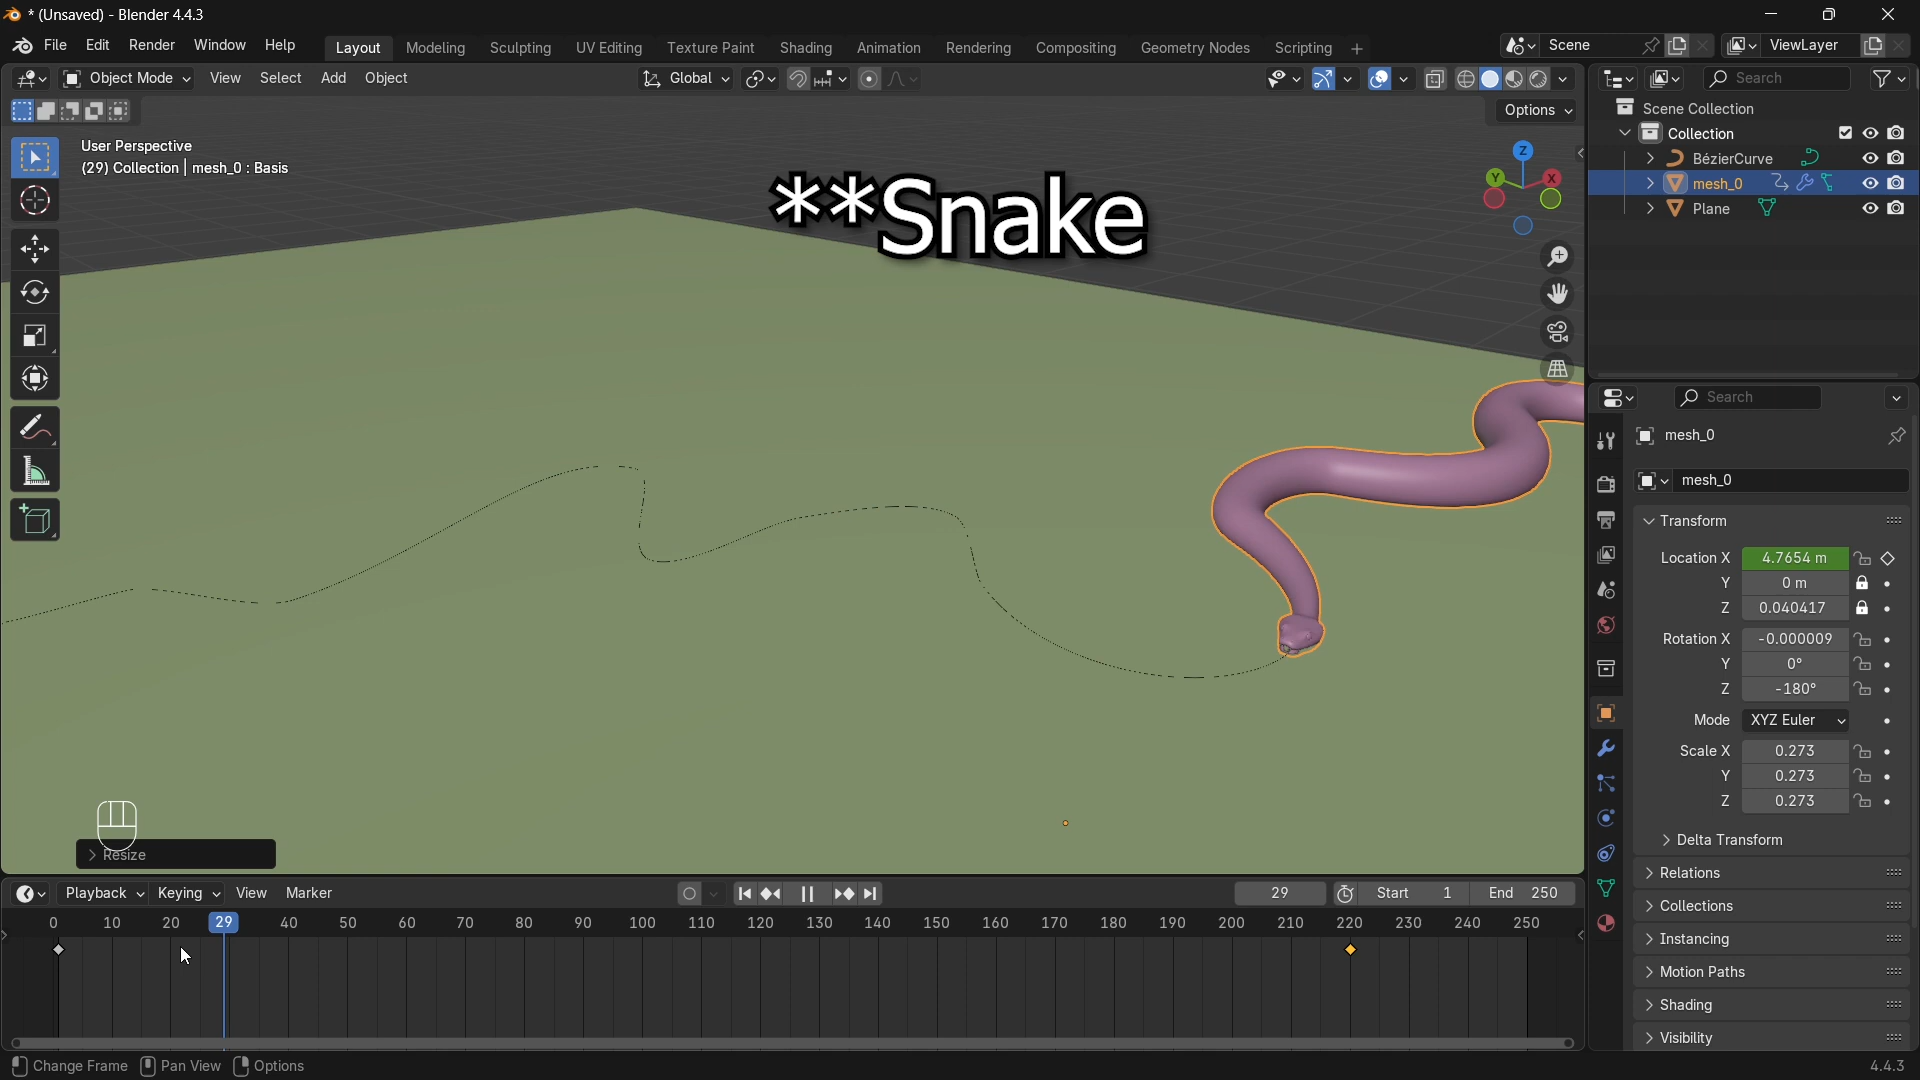 * (Unsaved) - Blender 4.4.3
File Edit Render Window Help Layout Modeling Sculpting UV Editing Texture Paint Shading Animation Rendering Compositing Geometry Nodes Scripting + Scene ViewLayer
Object Mode View Select Add Object Global Search
Options
User Perspective
(29) Collection | mesh_0 : Basis
**Snake
Z
Y
X
Scene Collection
Collection
BézierCurve
mesh_0
Plane
Search
mesh_0
mesh_0
Transform
Location X 4.7654 m
Y 0 m
Z 0.040417
Rotation X -0.000009
Y 0°
Z -180°
Mode XYZ Euler
Scale X 0.273
Y 0.273
Z 0.273
Delta Transform
Relations
Collections
Instancing
Motion Paths
Shading
Visibility
Resize
Playback Keying View Marker 29 Start 1 End 250
0 10 20 29 40 50 60 70 80 90 100 110 120 130 140 150 160 170 180 190 200 210 220 230 240 250
Change Frame Pan View Options 4.4.3